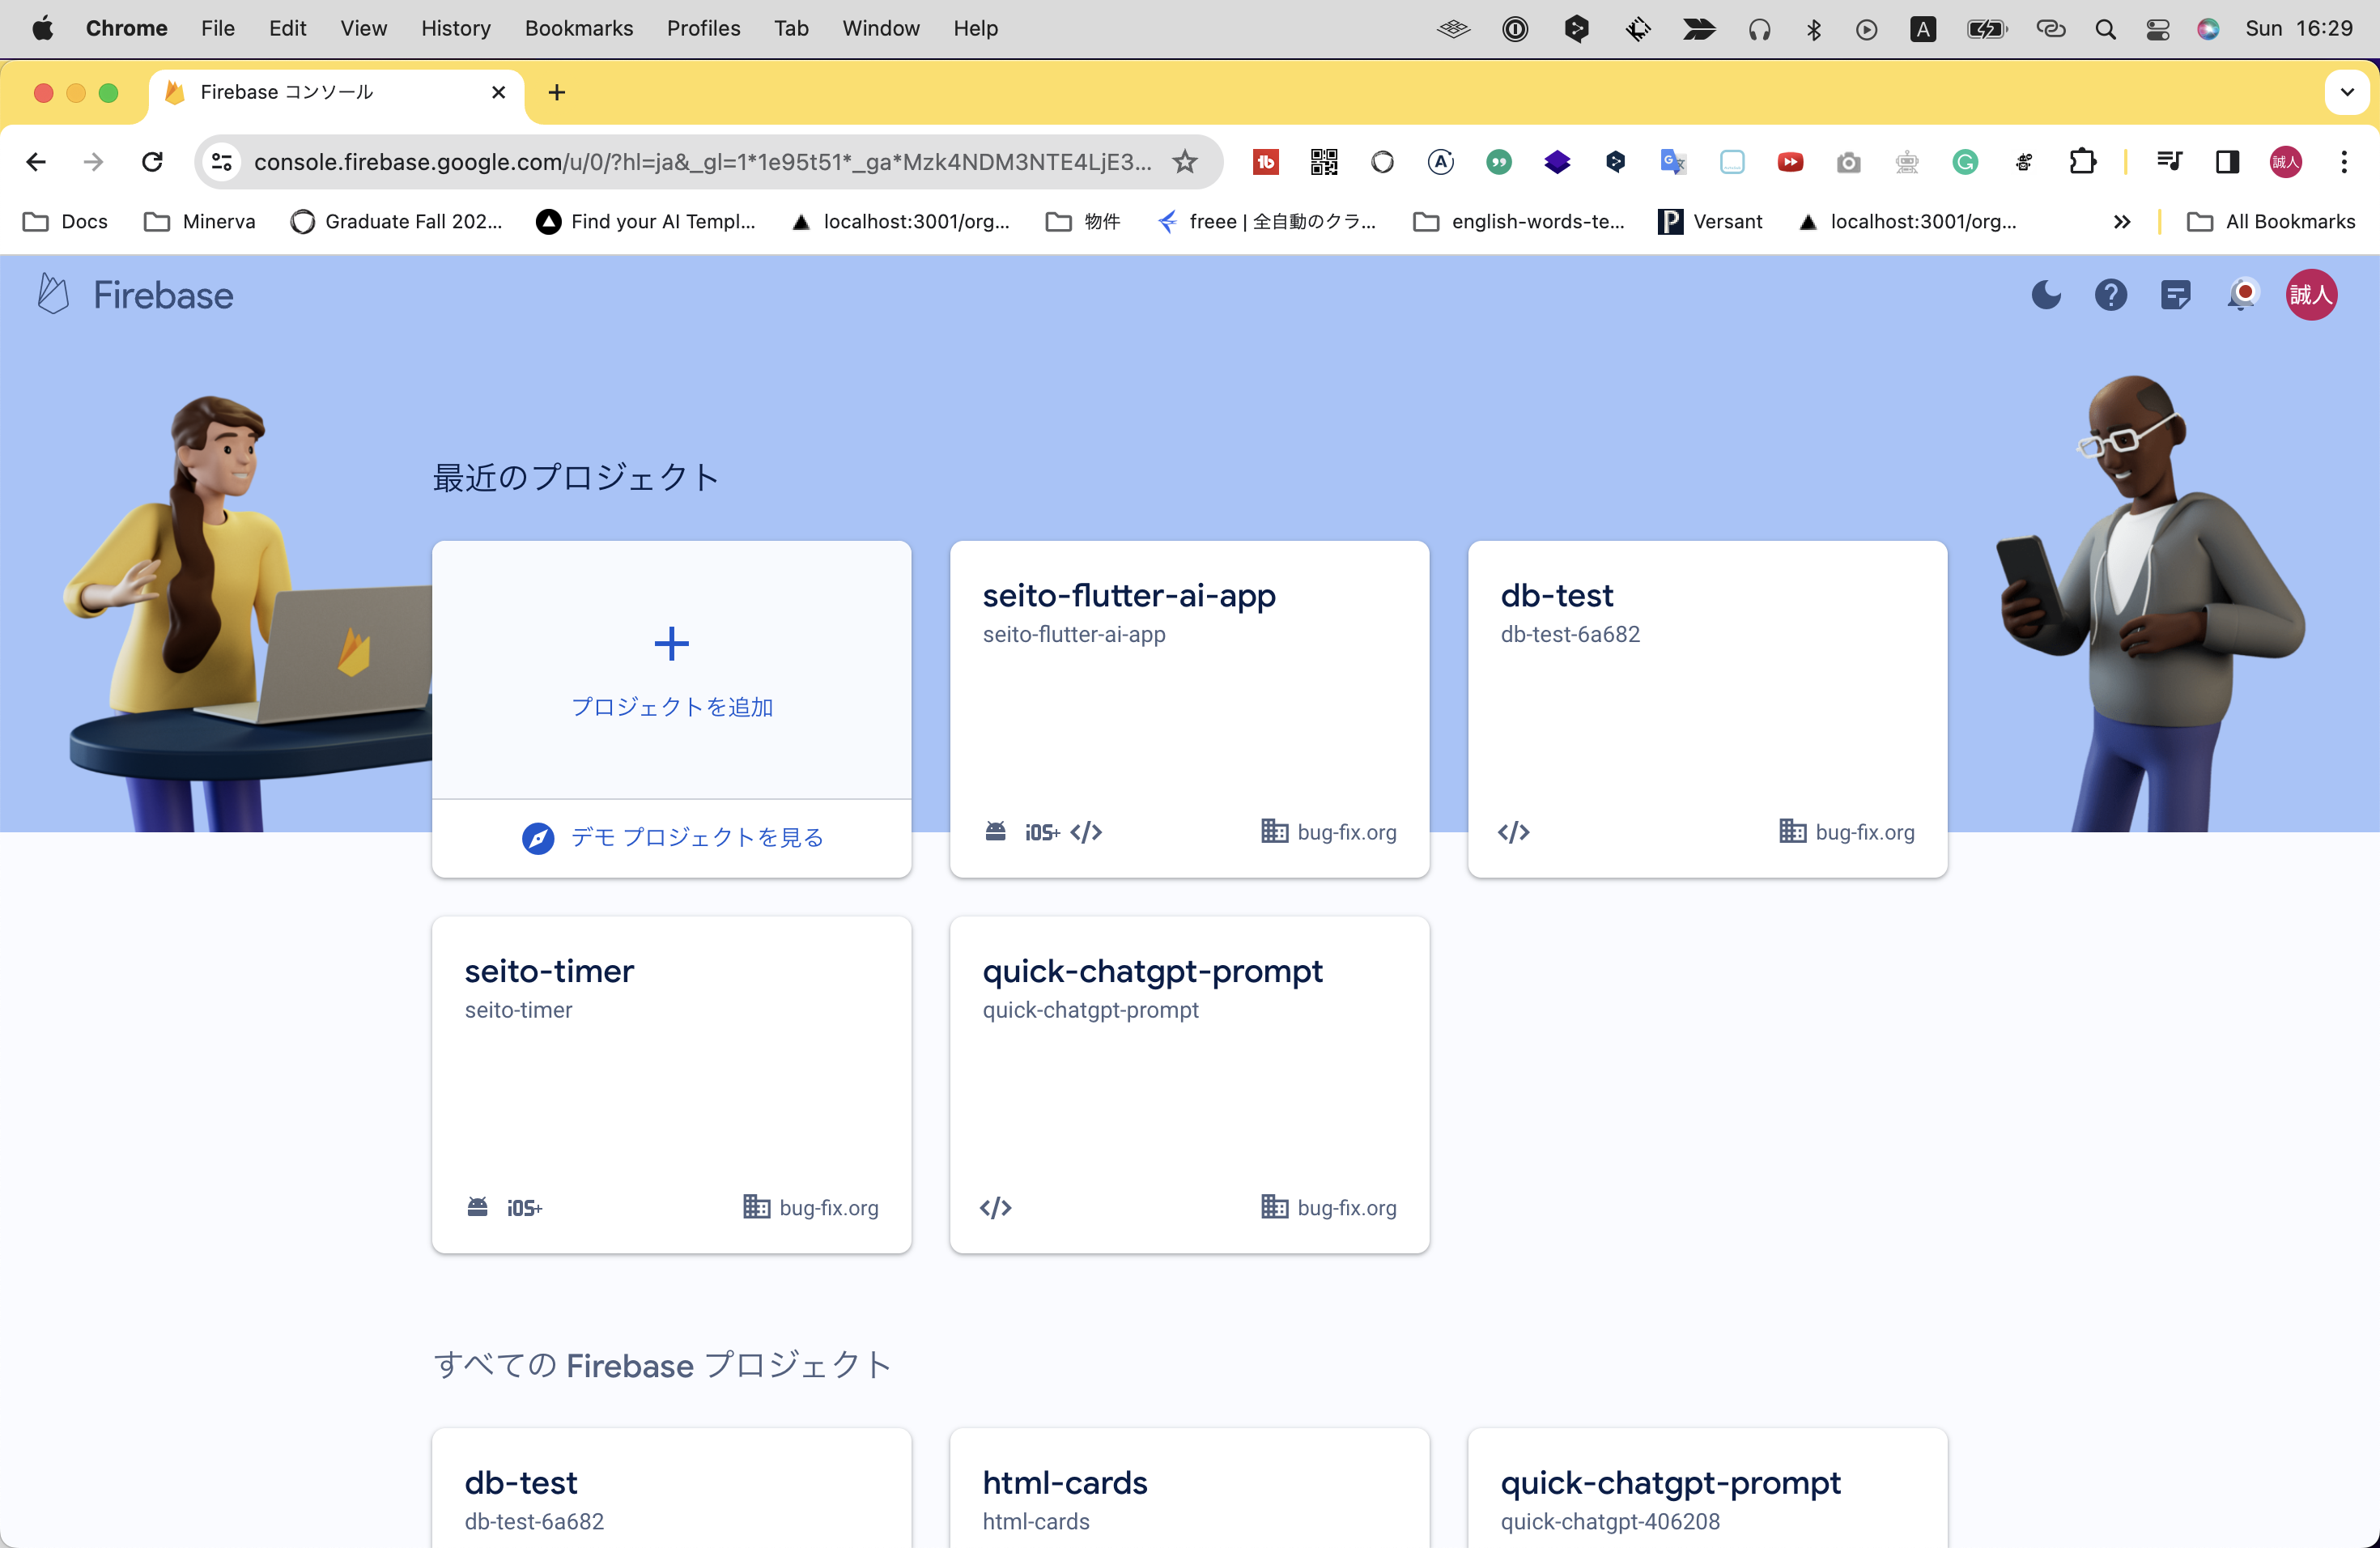 Chrome File Edit View History Bookmarks Profiles Tab Window Help A Sun 16:29
Firebase コンソール
console.firebase.google.com/u/0/?hl=ja&_gl=1*1e95t51*_ga*Mzk4NDM3NTE4LjE3... 誠人
Docs Minerva Graduate Fall 202... Find your AI Templ... localhost:3001/org... 物件 freee | 全自動のクラ... english-words-te... Versant localhost:3001/org... All Bookmarks
Firebase 誠人
最近のプロジェクト
プロジェクトを追加
デモ プロジェクトを見る
seito-flutter-ai-app
seito-flutter-ai-app
iOS+ </> bug-fix.org
db-test
db-test-6a682
</> bug-fix.org
seito-timer
seito-timer
iOS+ bug-fix.org
quick-chatgpt-prompt
quick-chatgpt-prompt
</> bug-fix.org
すべての Firebase プロジェクト
db-test
db-test-6a682
html-cards
html-cards
quick-chatgpt-prompt
quick-chatgpt-406208